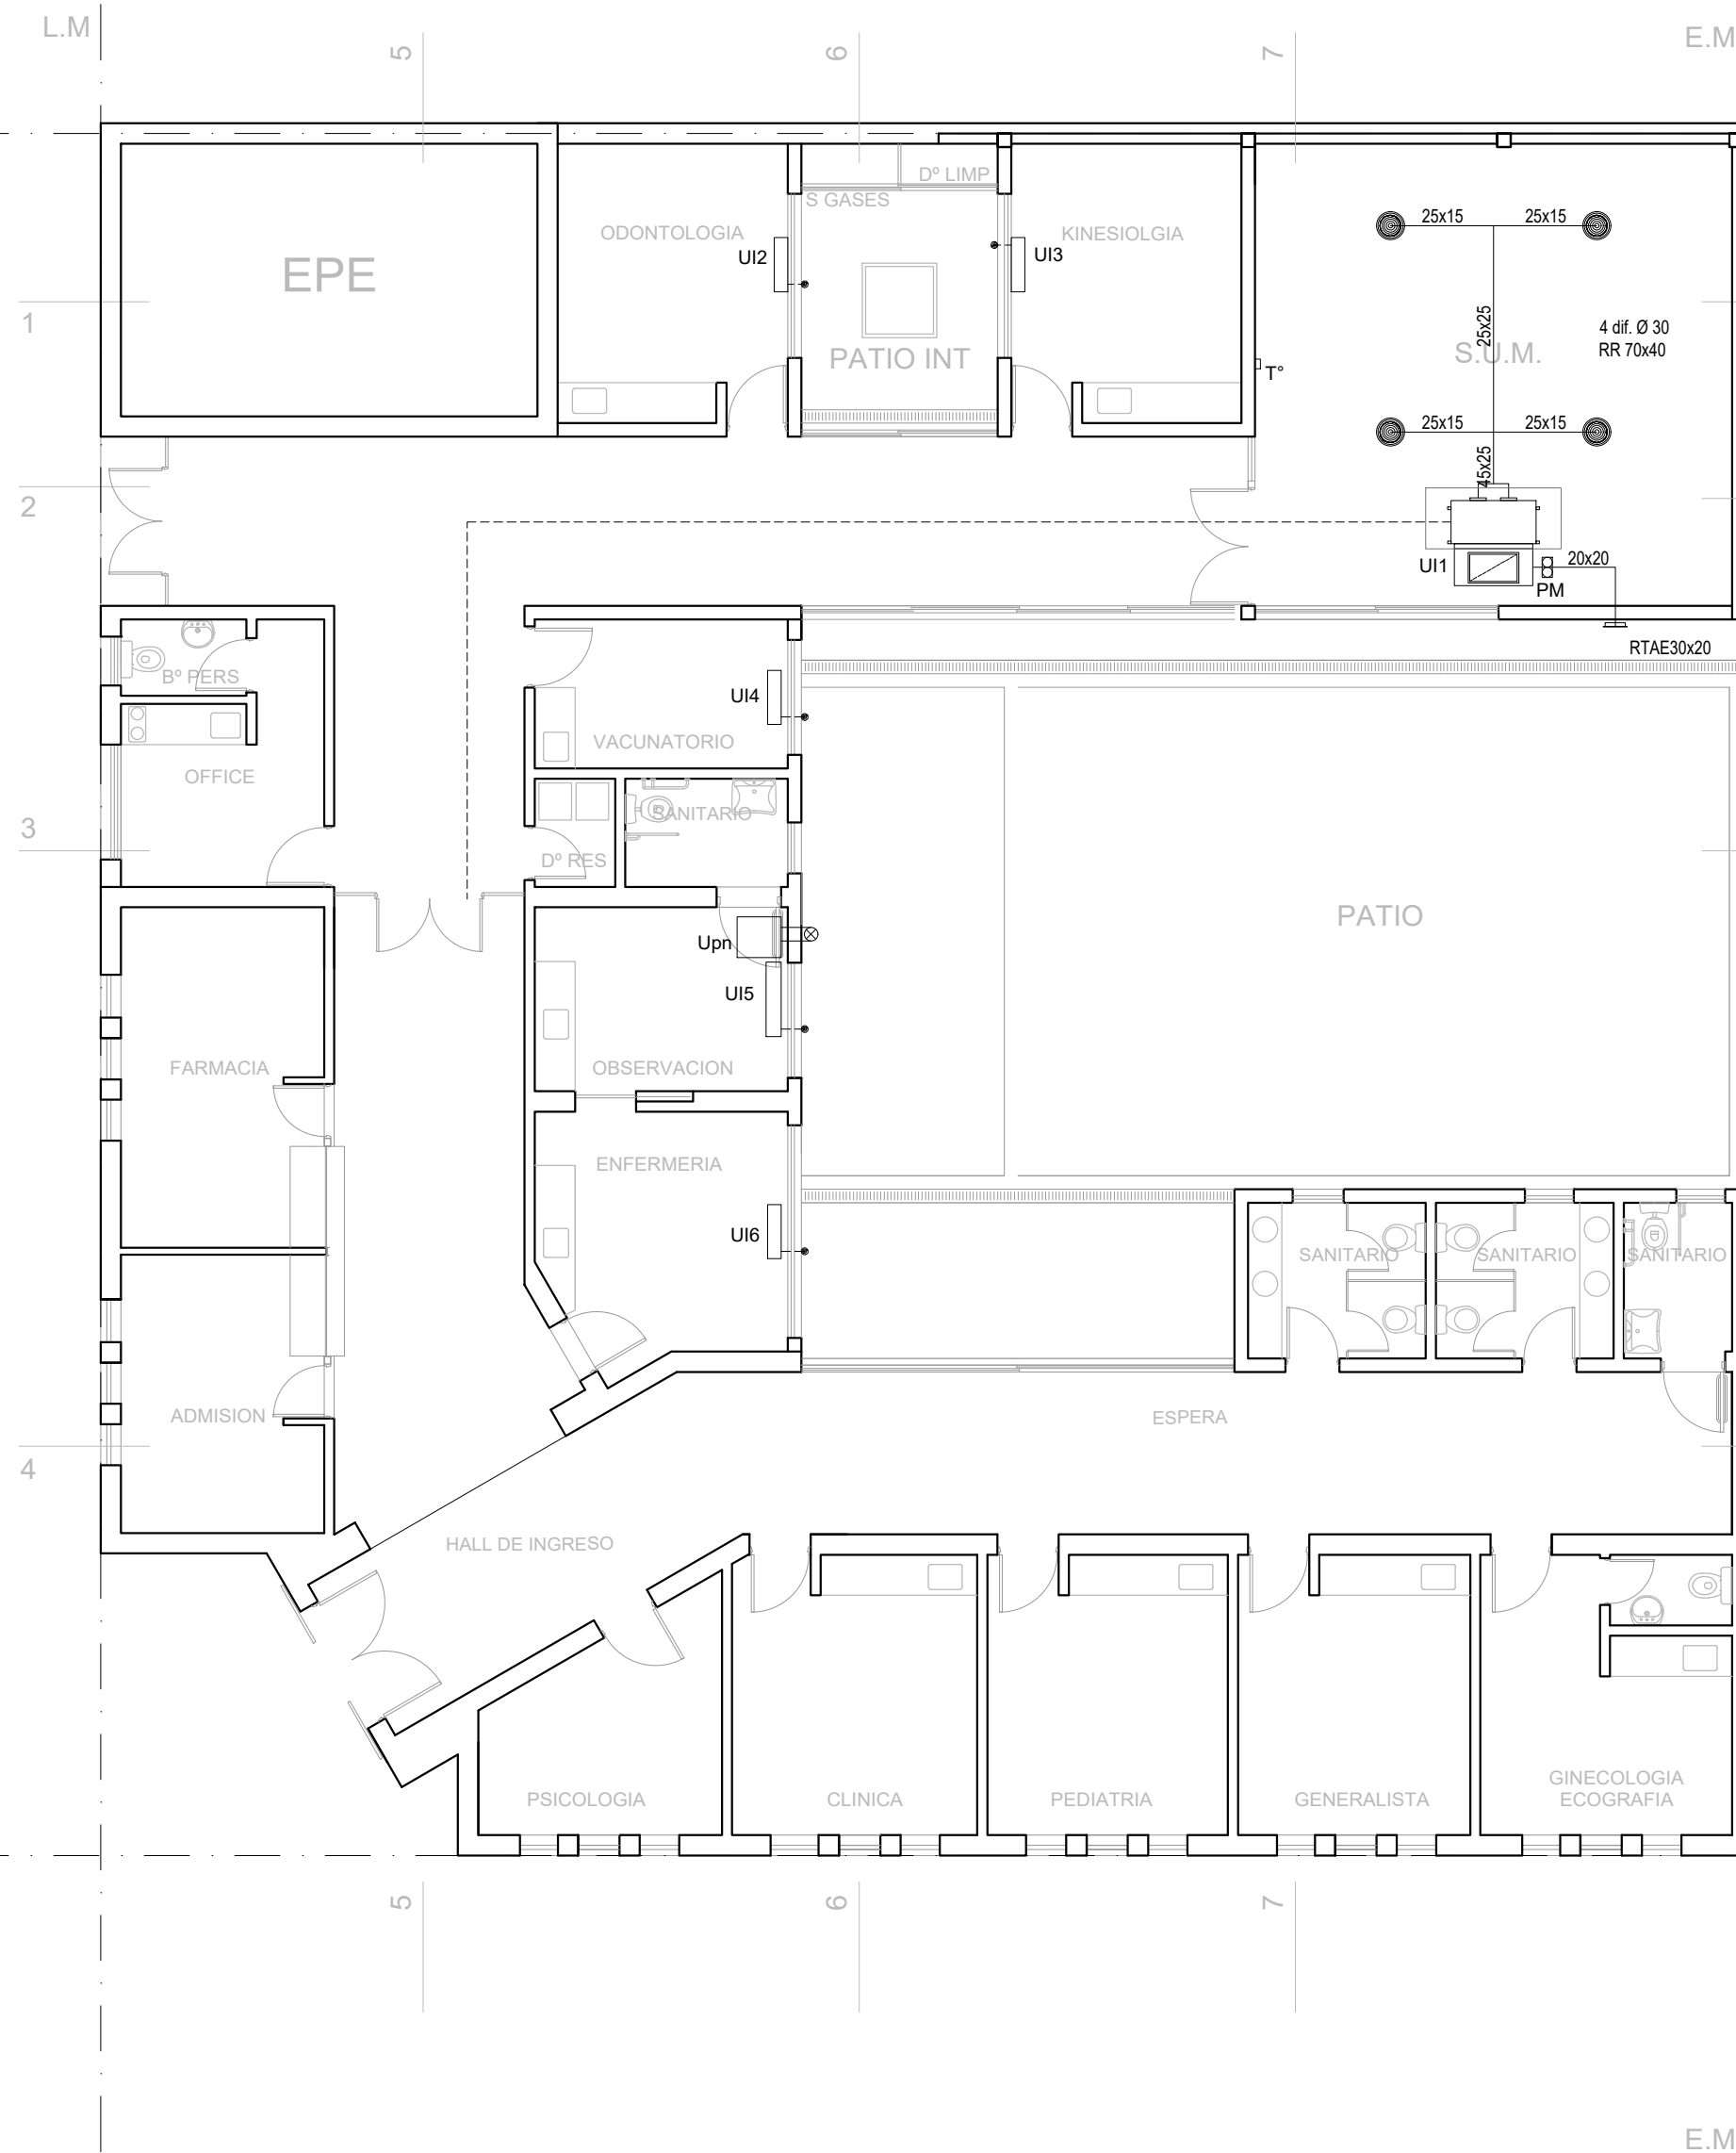 L.M
E.M
5
6
7
Dº LIMP
S GASES
25x15
25x15
ODONTOLOGIA
KINESIOLGIA
UI2
UI3
EPE
1
25x25
4 dif. Ø 30
RR 70x40
S.U.M.
PATIO INT
T°
25x15
25x15
45x25
2
UI1
20x20
PM
RTAE30x20
Bº PERS
UI4
VACUNATORIO
OFFICE
SANITARIO
3
Dº RES
PATIO
Upn
UI5
FARMACIA
OBSERVACION
ENFERMERIA
UI6
SANITARIO
SANITARIO
SANITARIO
ADMISION
ESPERA
4
HALL DE INGRESO
PSICOLOGIA
CLINICA
PEDIATRIA
GENERALISTA
GINECOLOGIA
ECOGRAFIA
5
6
7
E.M